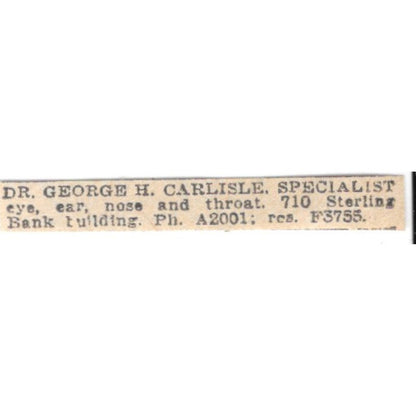 DR. GEORGE H. CARLISLE, SPECIALIST
eye, ear, nose and throat. 710 Sterling
Bank building. Ph. A2001; res. F3755.